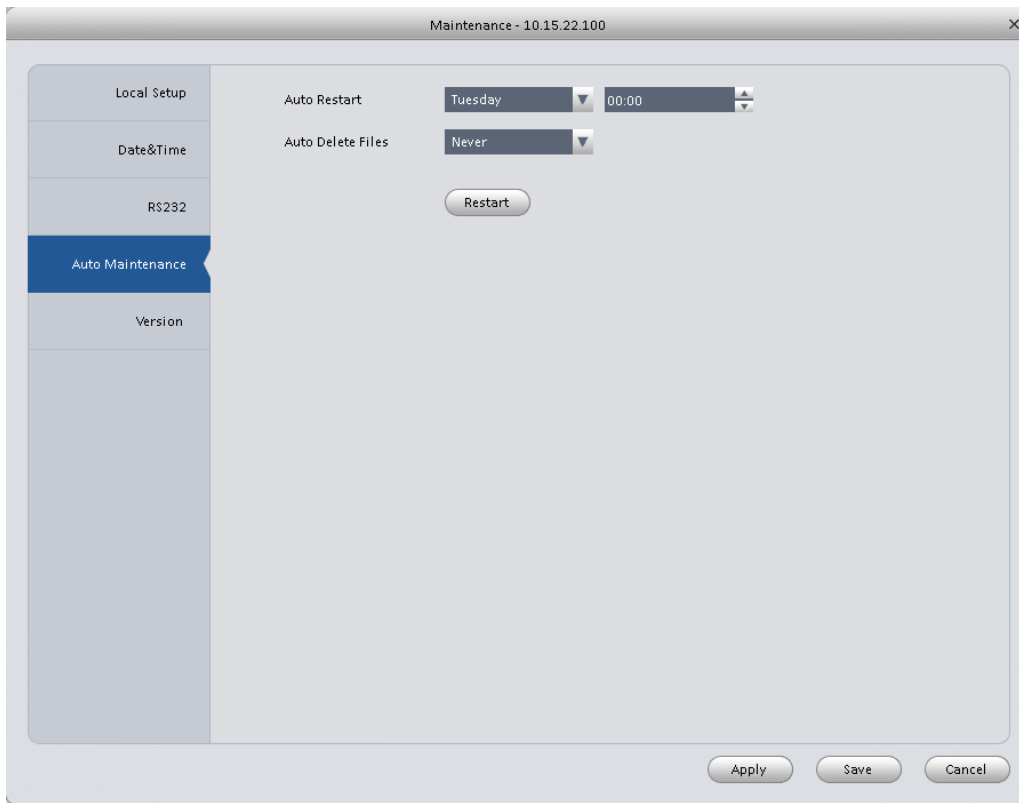 Maintenance - 10.15.22.100
Local Setup
Date&Time
RS232
Auto Maintenance
Version
Auto Restart Tuesday 00:00
Auto Delete Files Never
Restart
Apply Save Cancel